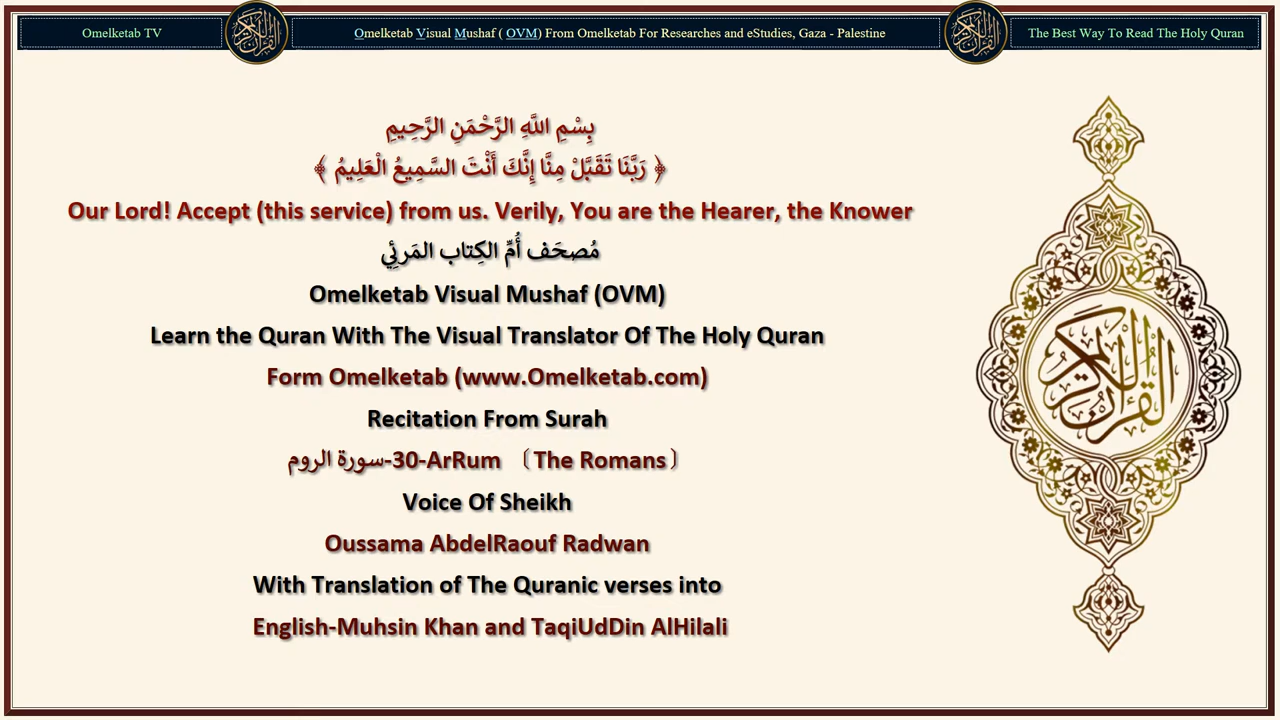 Omelketab TV
Omelketab Visual Mushaf ( OVM) From Omelketab For Researches and eStudies, Gaza - Palestine
The Best Way To Read The Holy Quran
بِسْمِ اللَّهِ الرَّحْمَنِ الرَّحِيمِ
﴿ رَبَّنَا تَقَبَّلْ مِنَّا إِنَّكَ أَنْتَ السَّمِيعُ الْعَلِيمُ ﴾
Our Lord! Accept (this service) from us. Verily, You are the Hearer, the Knower
مُصحَف أُمِّ الكِتاب المَرئِي
Omelketab Visual Mushaf (OVM)
Learn the Quran With The Visual Translator Of The Holy Quran
Form Omelketab (www.Omelketab.com)
Recitation From Surah
سورة الروم-30-ArRum 〔The Romans〕
Voice Of Sheikh
Oussama AbdelRaouf Radwan
With Translation of The Quranic verses into
English-Muhsin Khan and TaqiUdDin AlHilali
القرآن الكريم